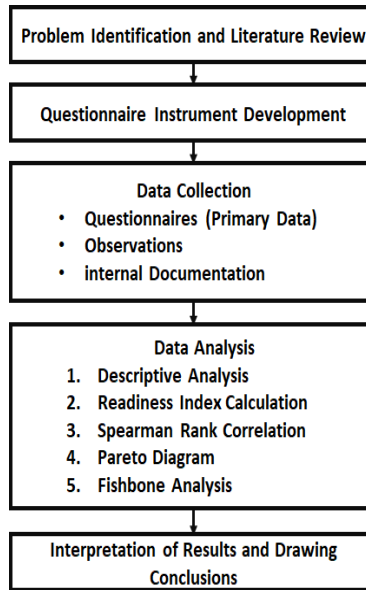 Problem Identification and Literature Review
Questionnaire Instrument Development
Data Collection
• Questionnaires (Primary Data)
• Observations
• internal Documentation
Data Analysis
1. Descriptive Analysis
2. Readiness Index Calculation
3. Spearman Rank Correlation
4. Pareto Diagram
5. Fishbone Analysis
Interpretation of Results and Drawing
Conclusions